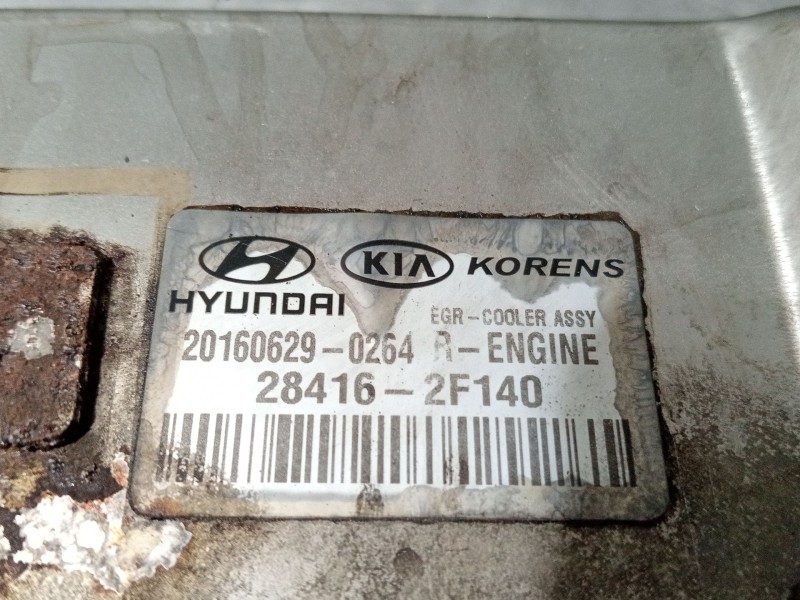 HYUNDAI KIA KORENS
EGR-COOLER ASSY
20160629-0264 R-ENGINE
28416-2F140